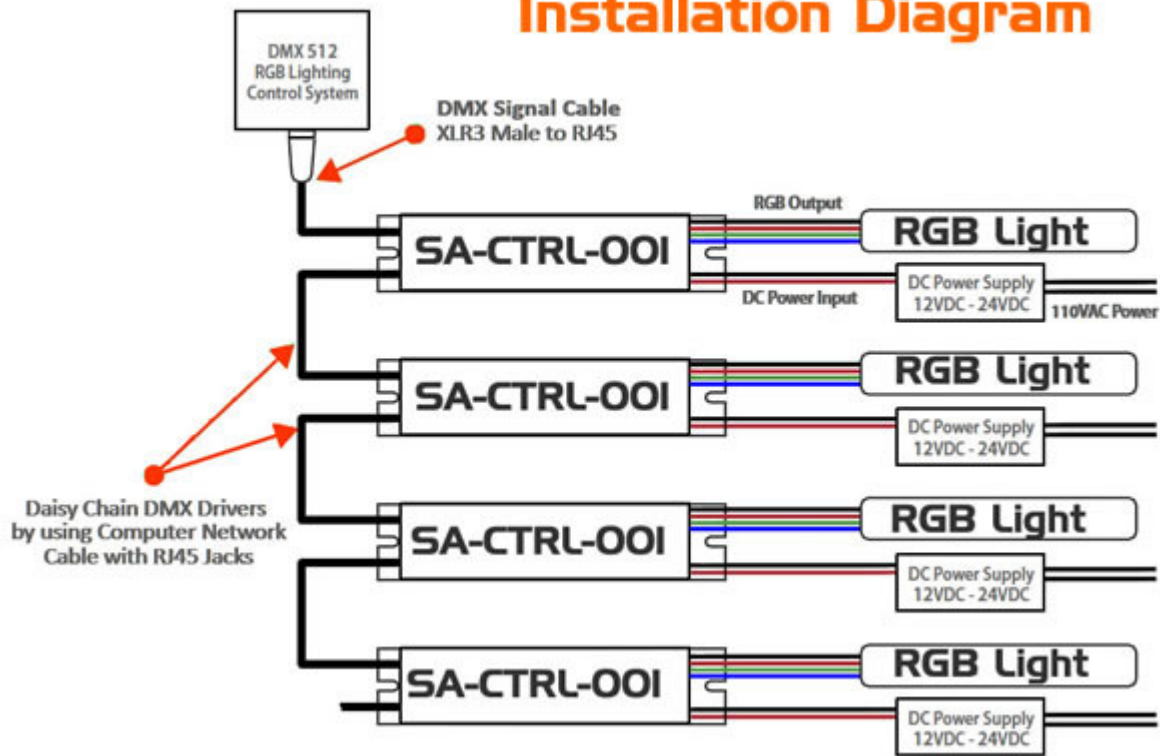 Installation Diagram
DMX 512
RGB Lighting
Control System
DMX Signal Cable
XLR3 Male to RJ45
RGB Output
SA-CTRL-001
RGB Light
DC Power Input
DC Power Supply
12VDC - 24VDC
110VAC Power
SA-CTRL-001
RGB Light
DC Power Supply
12VDC - 24VDC
Daisy Chain DMX Drivers
by using Computer Network
Cable with RJ45 Jacks
SA-CTRL-001
RGB Light
DC Power Supply
12VDC - 24VDC
SA-CTRL-001
RGB Light
DC Power Supply
12VDC - 24VDC